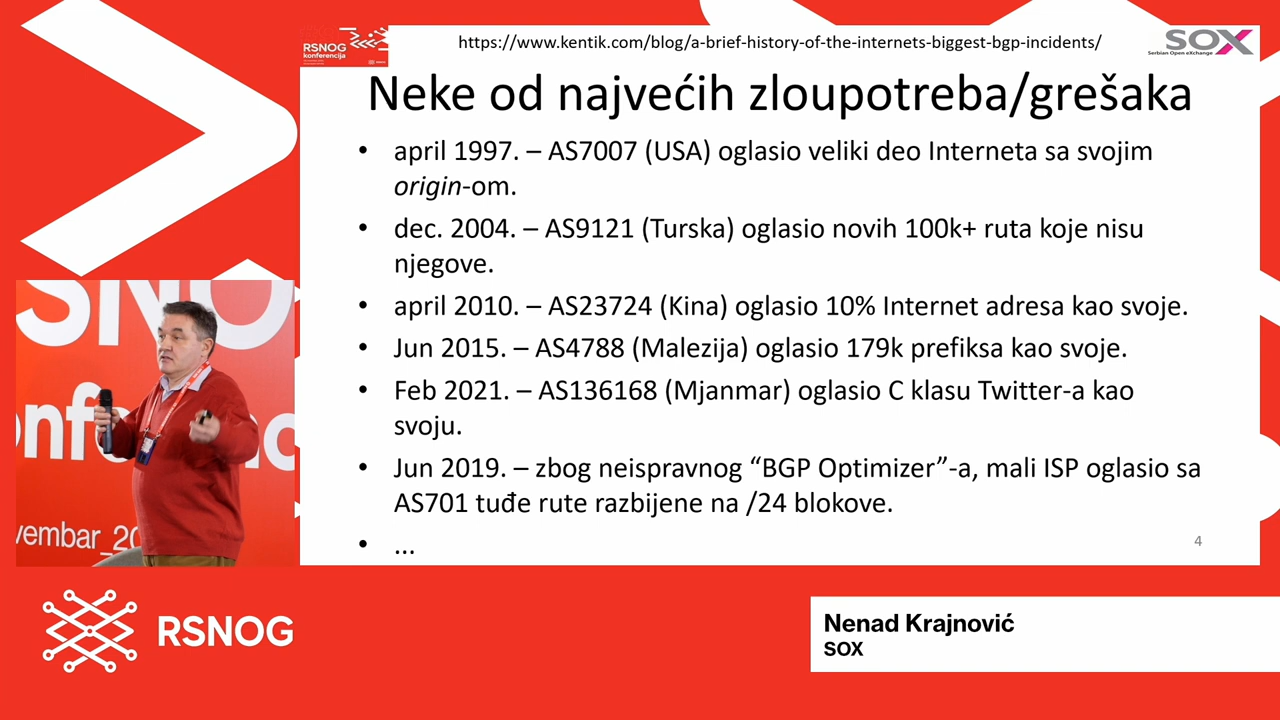 RSNOG
konferencija
https://www.kentik.com/blog/a-brief-history-of-the-internets-biggest-bgp-incidents/
SOX
Serbian Open eXchange
Neke od najvećih zloupotreba/grešaka
• april 1997. – AS7007 (USA) oglasio veliki deo Interneta sa svojim
origin-om.
• dec. 2004. – AS9121 (Turska) oglasio novih 100k+ ruta koje nisu
njegove.
• april 2010. – AS23724 (Kina) oglasio 10% Internet adresa kao svoje.
• Jun 2015. – AS4788 (Malezija) oglasio 179k prefiksa kao svoje.
• Feb 2021. – AS136168 (Mjanmar) oglasio C klasu Twitter-a kao
svoju.
• Jun 2019. – zbog neispravnog “BGP Optimizer”-a, mali ISP oglasio sa
AS701 tuđe rute razbijene na /24 blokove.
• ...
4
SNO
onfe
nc
vembar_20
RSNOG
Nenad Krajnović
SOX